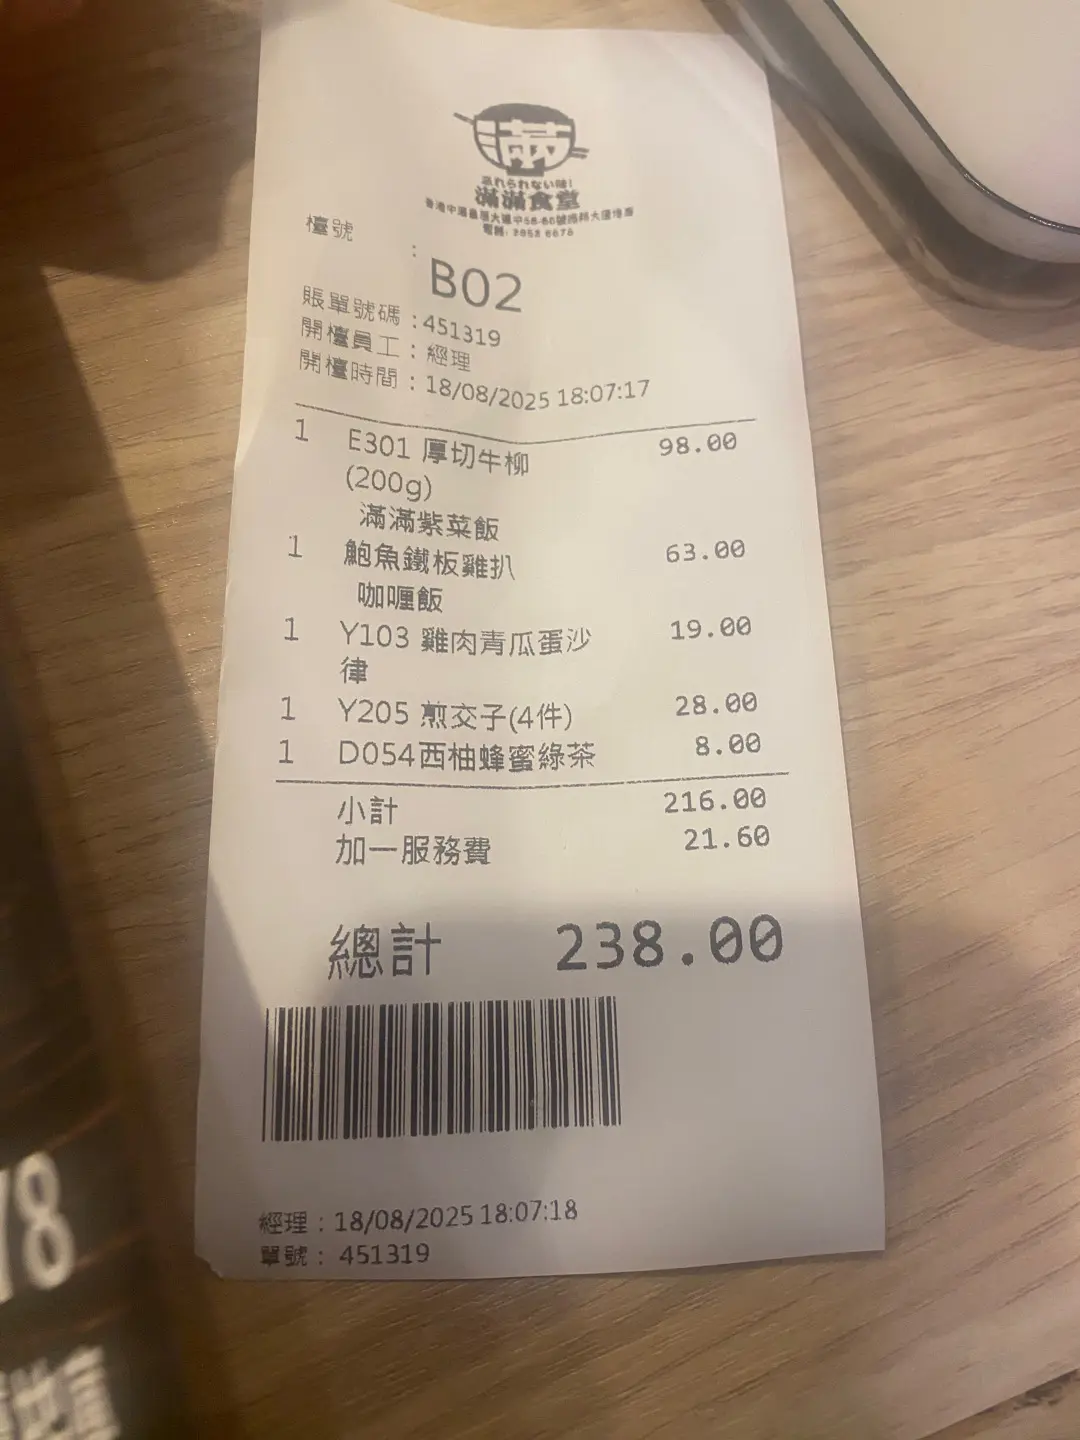 滿
忘れられない味!
滿滿食堂
電話: 2852 6676
檯號 :
B02
賬單號碼 :451319
開檯員工 : 經理
開檯時間 : 18/08/2025 18:07:17
1 E301 厚切牛柳 98.00
(200g)
滿滿紫菜飯
1 鮑魚鐵板雞扒 63.00
咖喱飯
1 Y103 雞肉青瓜蛋沙 19.00
律
1 Y205 煎交子(4件) 28.00
1 D054西柚蜂蜜綠茶 8.00
小計 216.00
加一服務費 21.60
總計 238.00
經理 : 18/08/2025 18:07:18
單號 : 451319
78